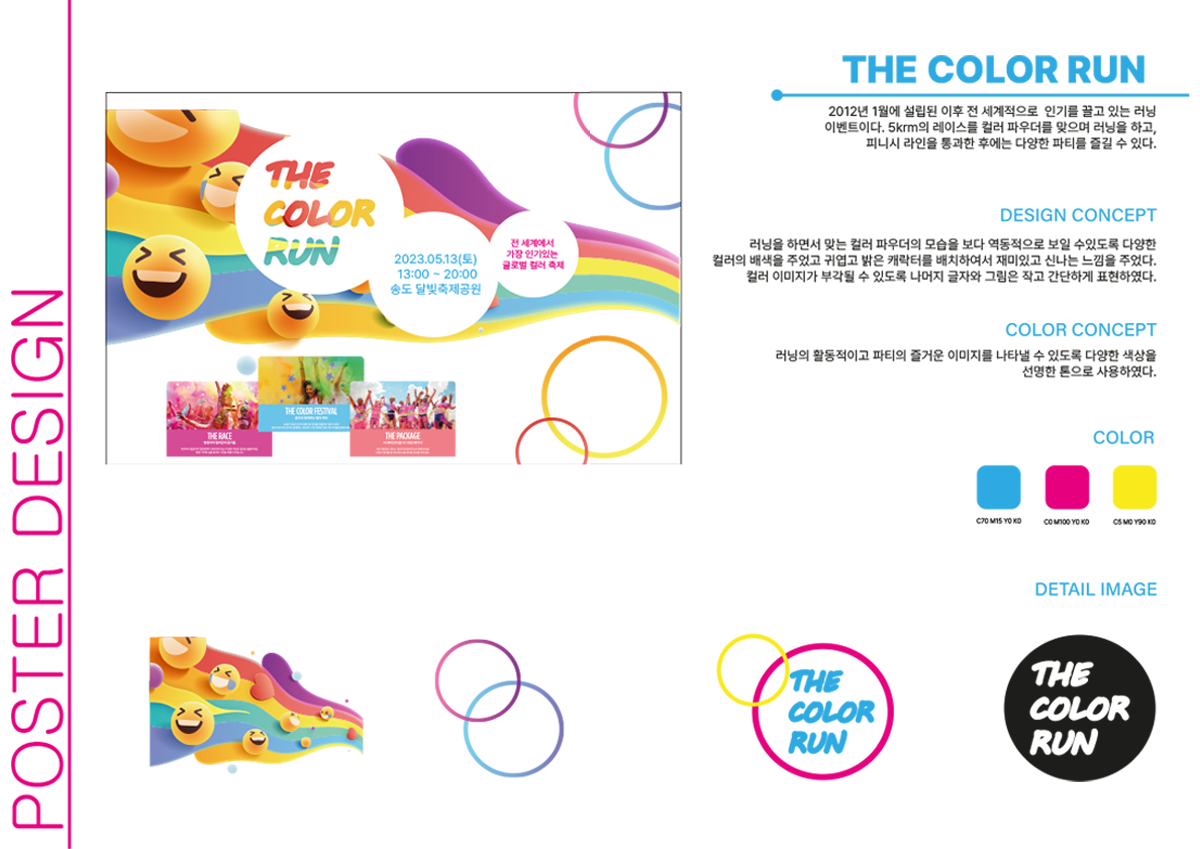 POSTER DESIGN
THE COLOR RUN
2012년 1월에 설립된 이후 전 세계적으로 인기를 끌고 있는 러닝
이벤트이다. 5krm의 레이스를 컬러 파우더를 맞으며 러닝을 하고,
피니시 라인을 통과한 후에는 다양한 파티를 즐길 수 있다.
THE
COLOR
RUN
2023.05.13(토)
13:00 ~ 20:00
송도 달빛축제공원
전 세계에서
가장 인기있는
글로벌 컬러 축제
THE RACE
THE COLOR FESTIVAL
THE PACKAGE
DESIGN CONCEPT
러닝을 하면서 맞는 컬러 파우더의 모습을 보다 역동적으로 보일 수있도록 다양한
컬러의 배색을 주었고 귀엽고 밝은 캐락터를 배치하여서 재미있고 신나는 느낌을 주었다.
컬러 이미지가 부각될 수 있도록 나머지 글자와 그림은 작고 간단하게 표현하였다.
COLOR CONCEPT
러닝의 활동적이고 파티의 즐거운 이미지를 나타낼 수 있도록 다양한 색상을
선명한 톤으로 사용하였다.
COLOR
C70 M15 Y0 K0
C0 M100 Y0 K0
C5 M0 Y90 K0
DETAIL IMAGE
THE
COLOR
RUN
THE
COLOR
RUN